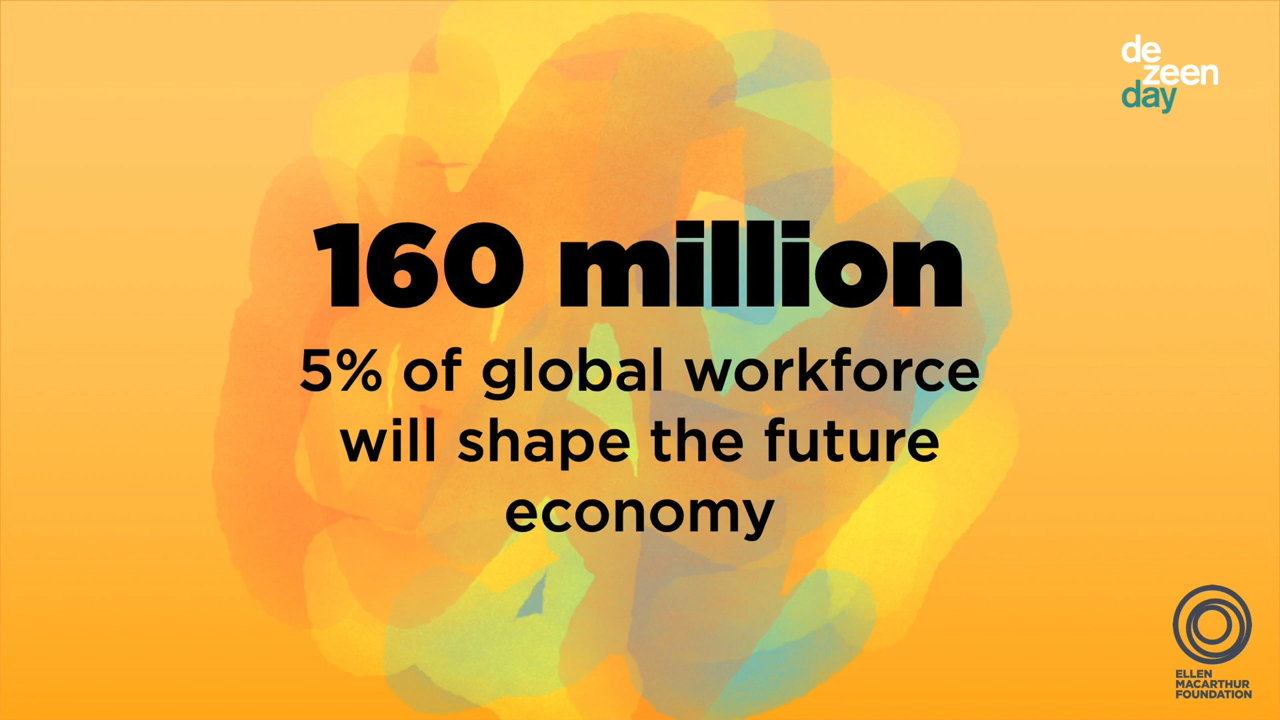 de
zeen
day
160 million
5% of global workforce
will shape the future
economy
ELLEN
MACARTHUR
FOUNDATION